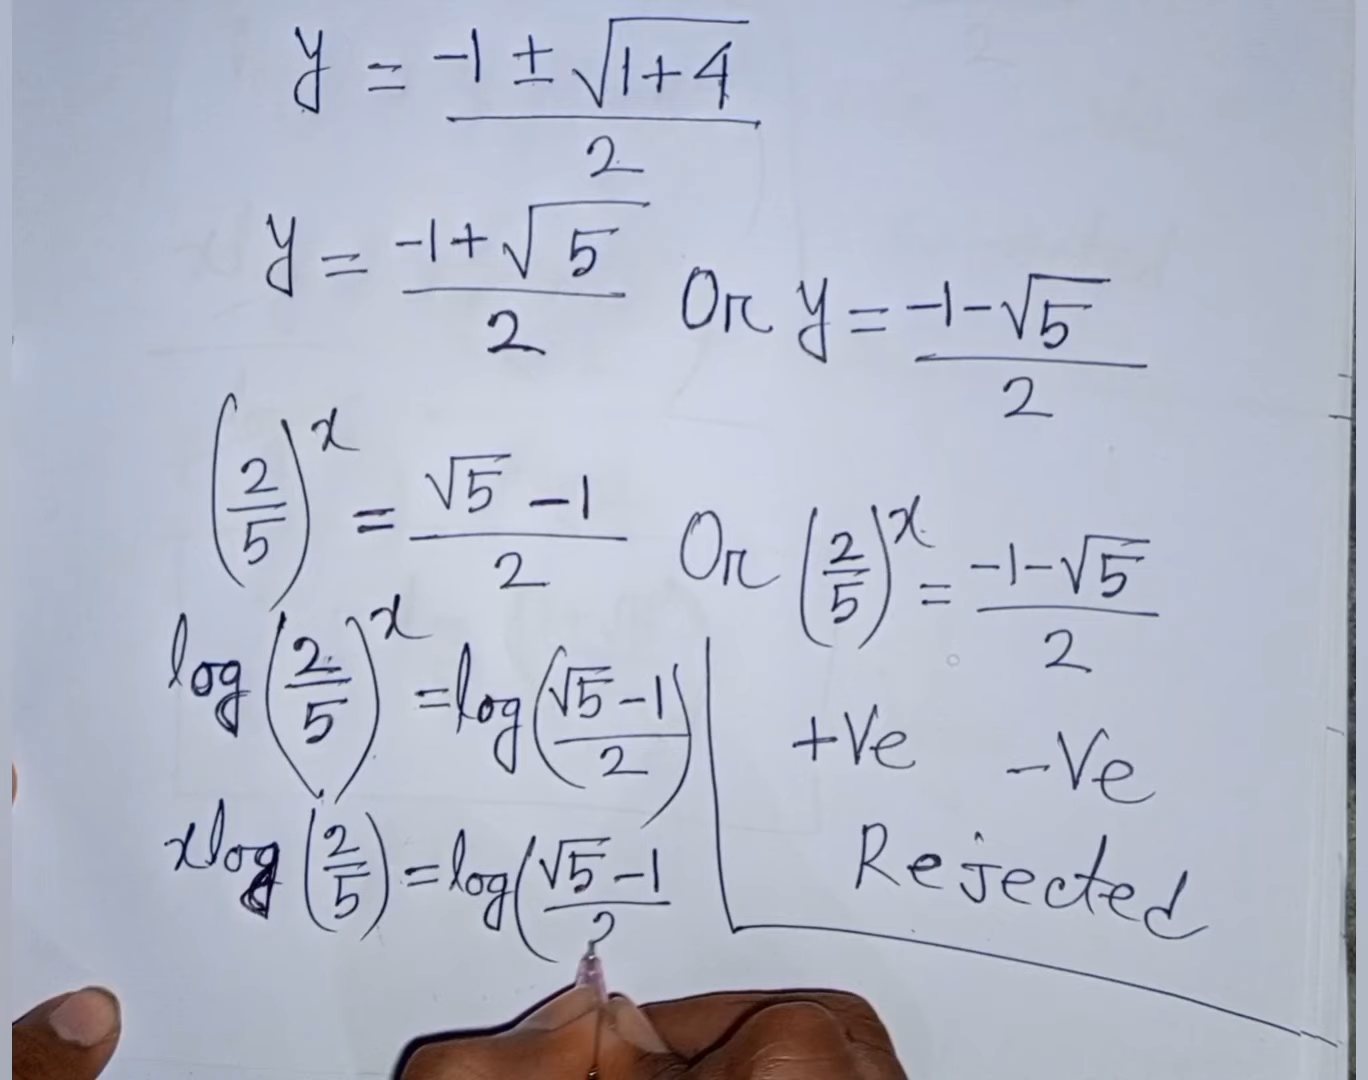 y = (-1 ± √(1+4))/2
y = (-1+√5)/2 Or y = (-1-√5)/2
(2/5)^x = (√5 -1)/2 Or (2/5)^x = (-1-√5)/2
log(2/5)^x = log((√5-1)/2)
+Ve -Ve
xlog(2/5) = log((√5-1)/2
Rejected